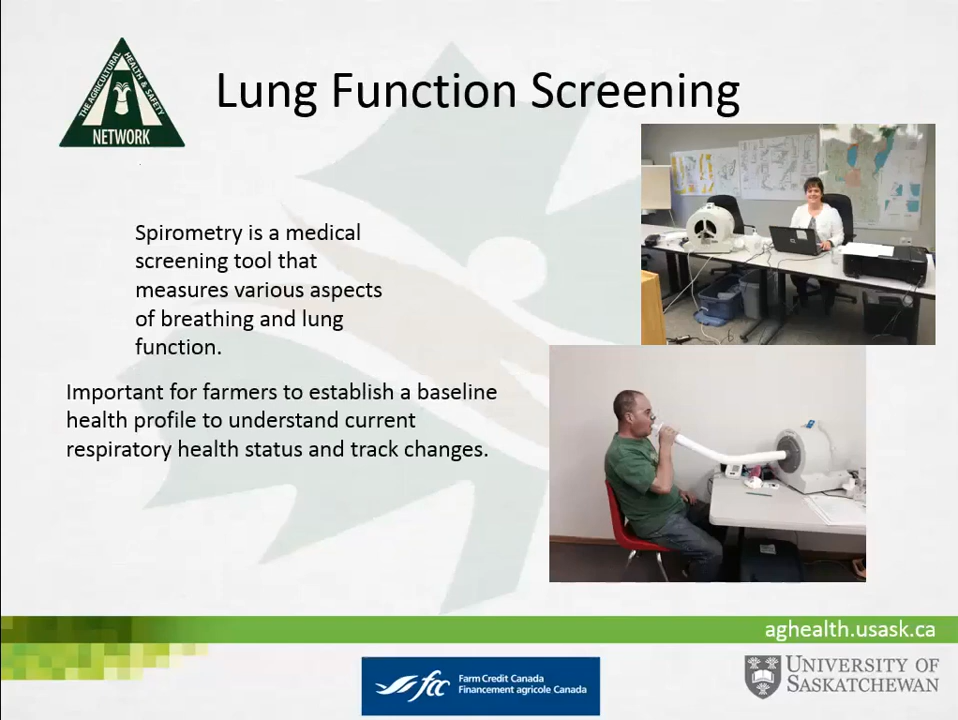 THE AGRICULTURAL
HEALTH & SAFETY
NETWORK
Lung Function Screening
Spirometry is a medical
screening tool that
measures various aspects
of breathing and lung
function.
Important for farmers to establish a baseline
health profile to understand current
respiratory health status and track changes.
aghealth.usask.ca
fcc
Farm Credit Canada
Financement agricole Canada
UNIVERSITY OF
SASKATCHEWAN